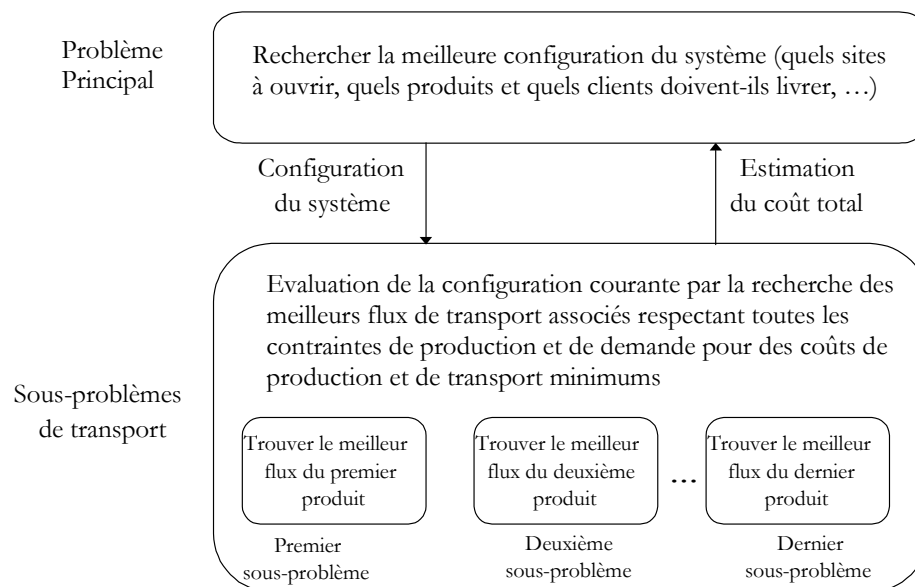 Problème
Principal
Rechercher la meilleure configuration du système (quels sites
à ouvrir, quels produits et quels clients doivent-ils livrer, …)
Configuration
du système
Estimation
du coût total
Sous-problèmes
de transport
Evaluation de la configuration courante par la recherche des
meilleurs flux de transport associés respectant toutes les
contraintes de production et de demande pour des coûts de
production et de transport minimums
Trouver le meilleur
flux du premier
produit
Trouver le meilleur
flux du deuxième
produit
...
Trouver le meilleur
flux du dernier
produit
Premier
sous-problème
Deuxième
sous-problème
Dernier
sous-problème